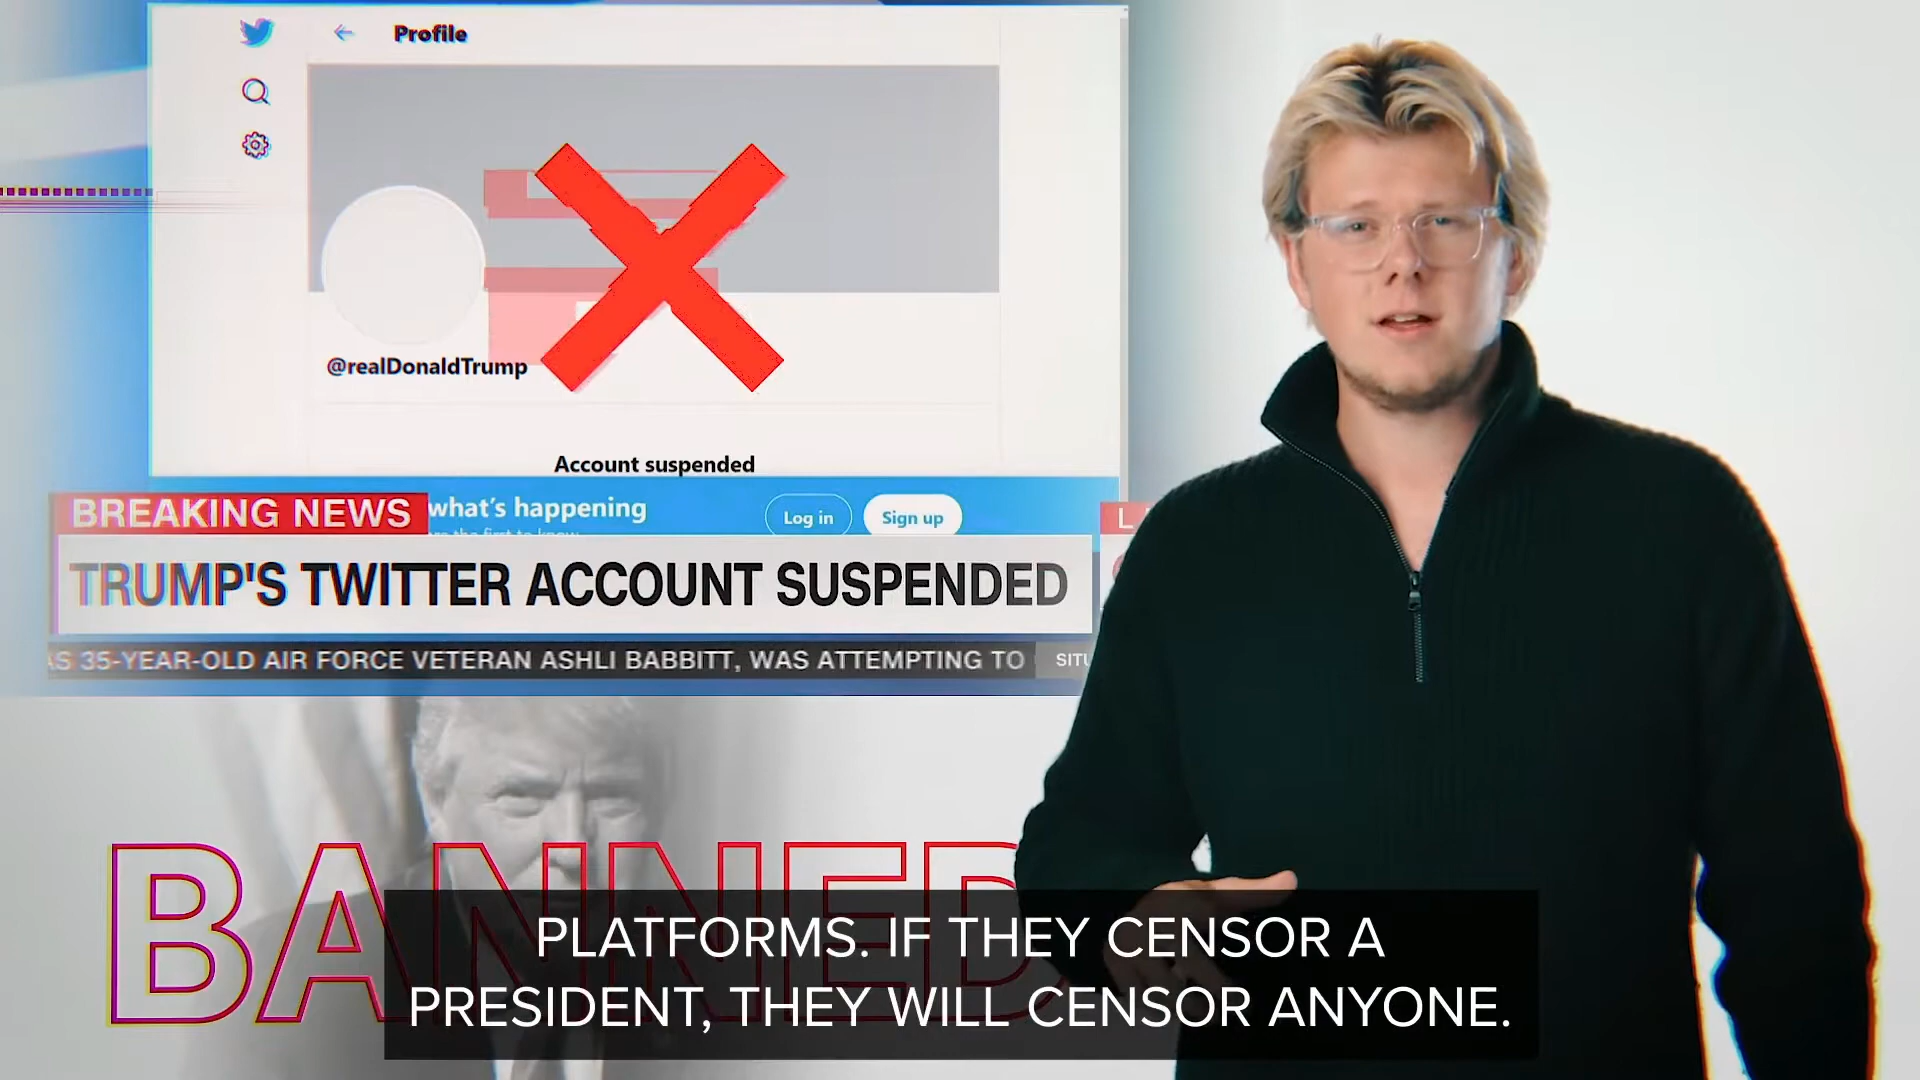 Profile
@realDonaldTrump
Account suspended
BREAKING NEWS
what's happening
Log in
Sign up
TRUMP'S TWITTER ACCOUNT SUSPENDED
35-YEAR-OLD AIR FORCE VETERAN ASHLI BABBITT, WAS ATTEMPTING TO
BANNED
PLATFORMS. IF THEY CENSOR A
PRESIDENT, THEY WILL CENSOR ANYONE.